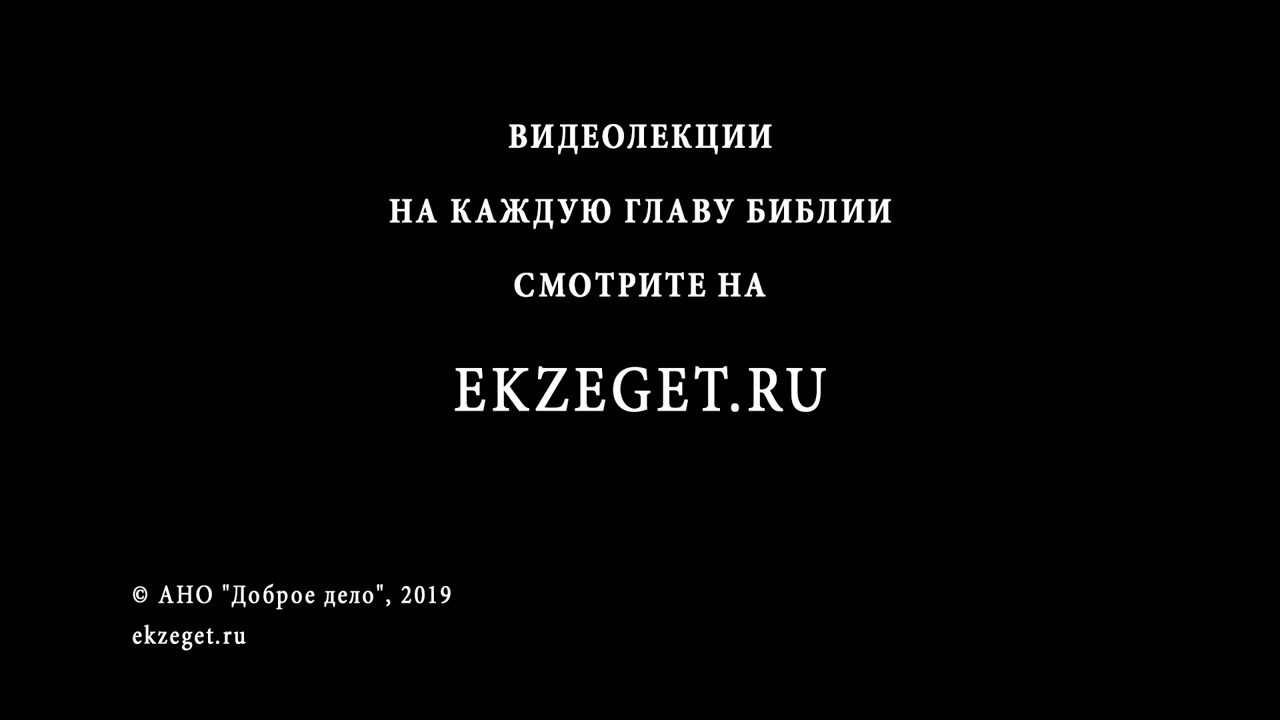 ВИДЕОЛЕКЦИИ
НА КАЖДУЮ ГЛАВУ БИБЛИИ
СМОТРИТЕ НА
EKZEGET.RU
© АНО "Доброе дело", 2019
ekzeget.ru